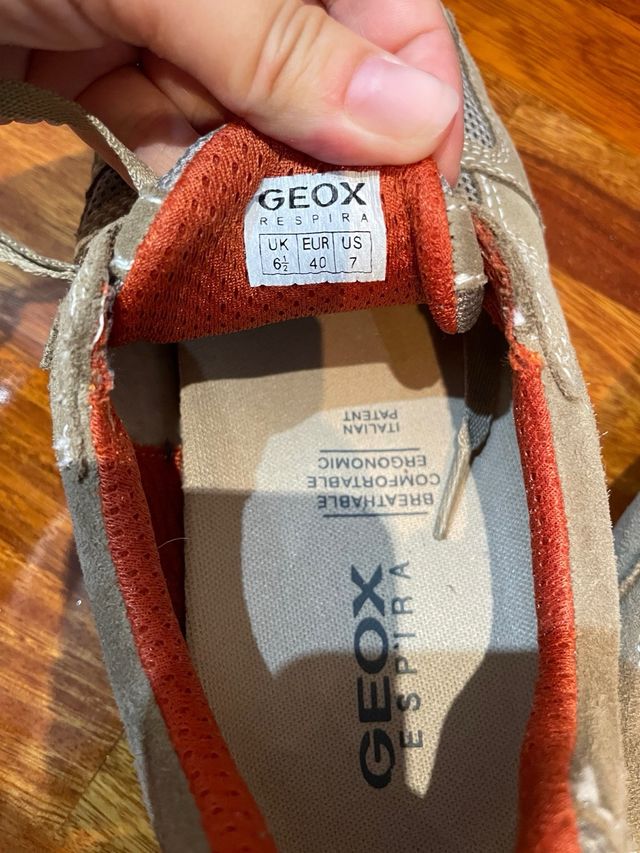 GEOX
RESPIRA
UK EUR US
6½ 40 7
GEOX
RESPIRA
BREATHABLE
COMFORTABLE
ERGONOMIC
ITALIAN
PATENT